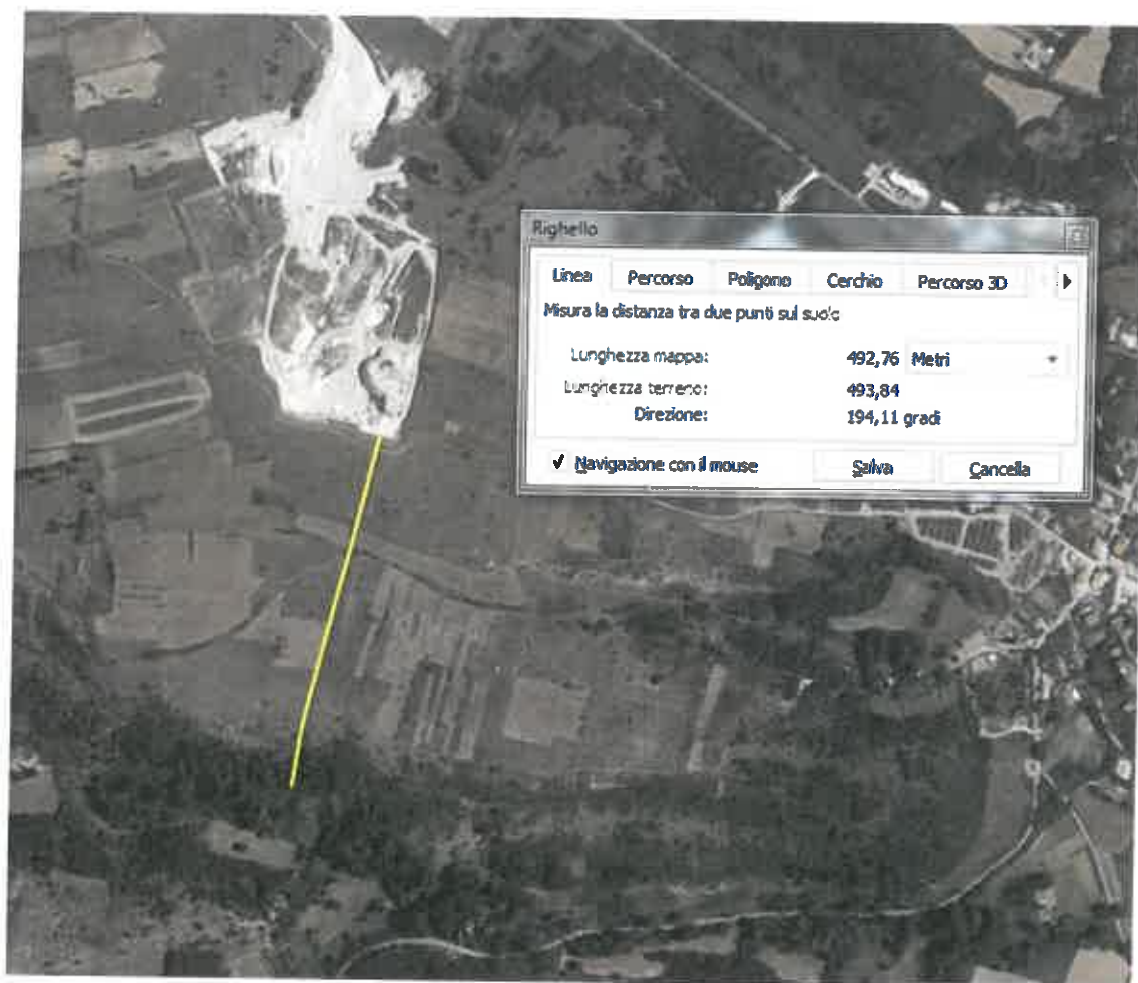 Righello
Linea Percorso Poligono Cerchio Percorso 3D
Misura la distanza tra due punti sul suolo
Lunghezza mappa: 492,76 Metri
Lunghezza terreno: 493,84
Direzione: 194,11 gradi
Navigazione con il mouse Salva Cancella